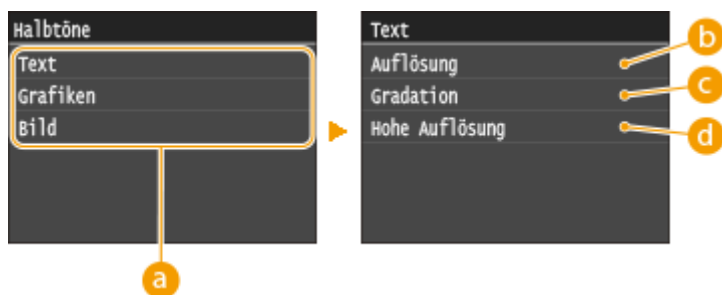 Halbtöne
Text
Grafiken
Bild
a
Text
Auflösung
b
Gradation
c
Hohe Auflösung
d